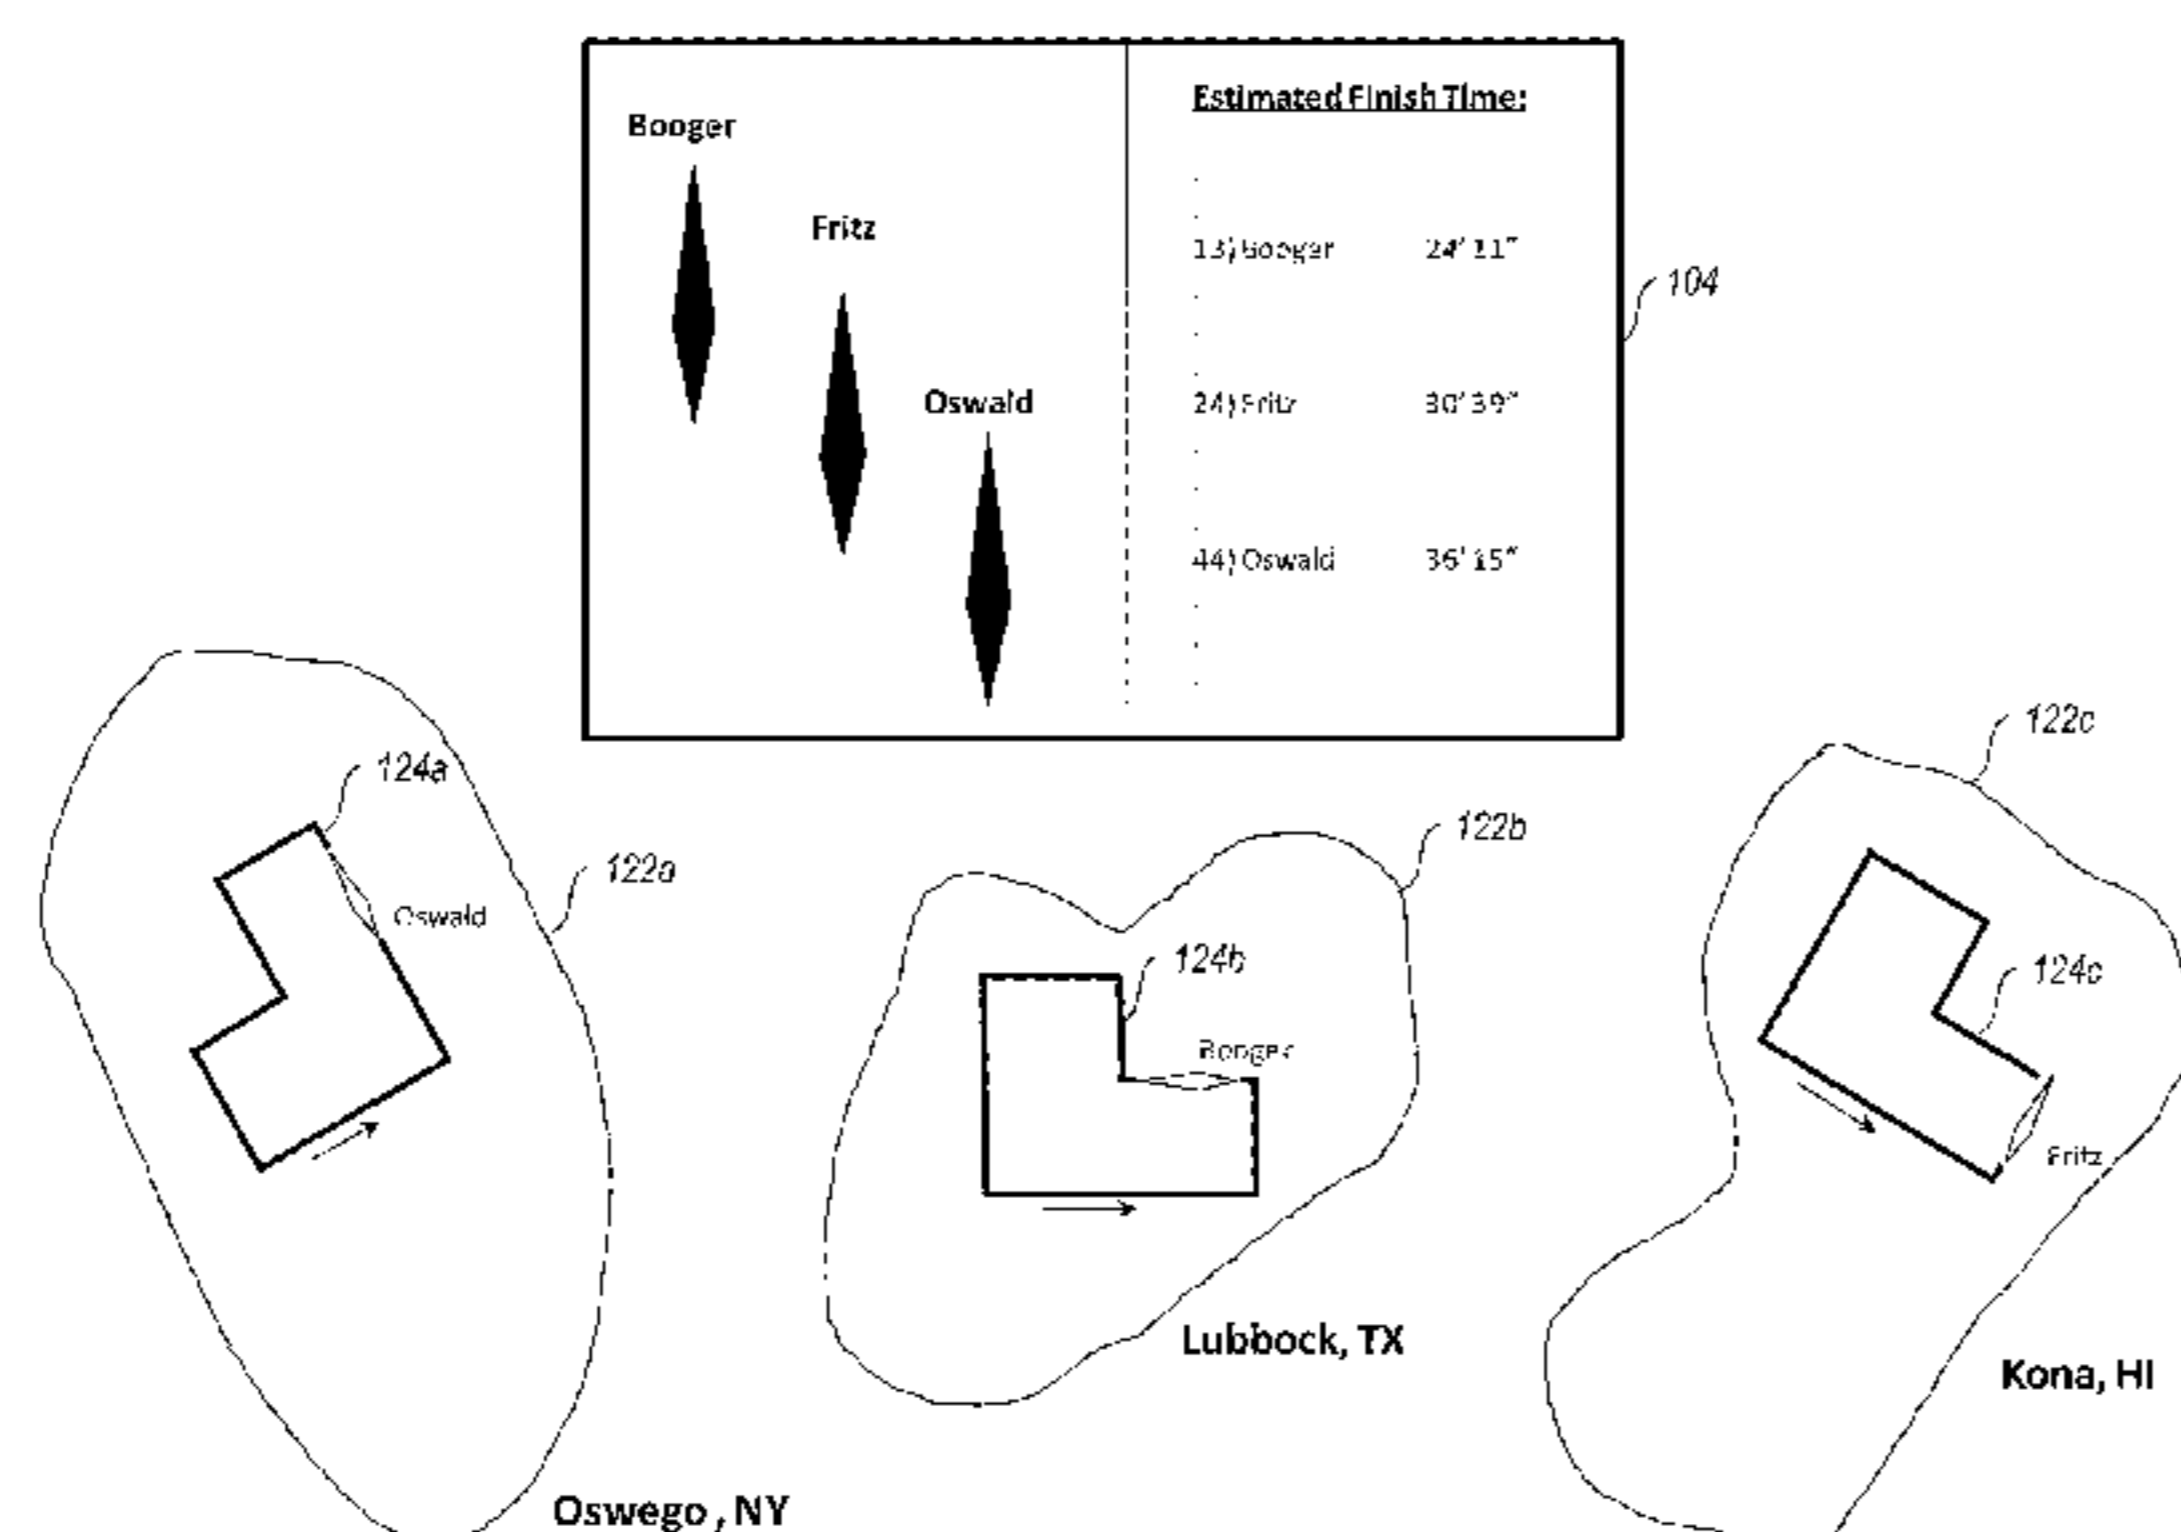 Estimated Finish Time:
Booger
Fritz
13) Booger 24' 11"
104
24) Fritz 30' 39"
Oswald
44) Oswald 36' 15"
122c
124a
122b
122a
Oswald
124b
124c
Booger
Fritz
Lubbock, TX
Kona, HI
Oswego, NY